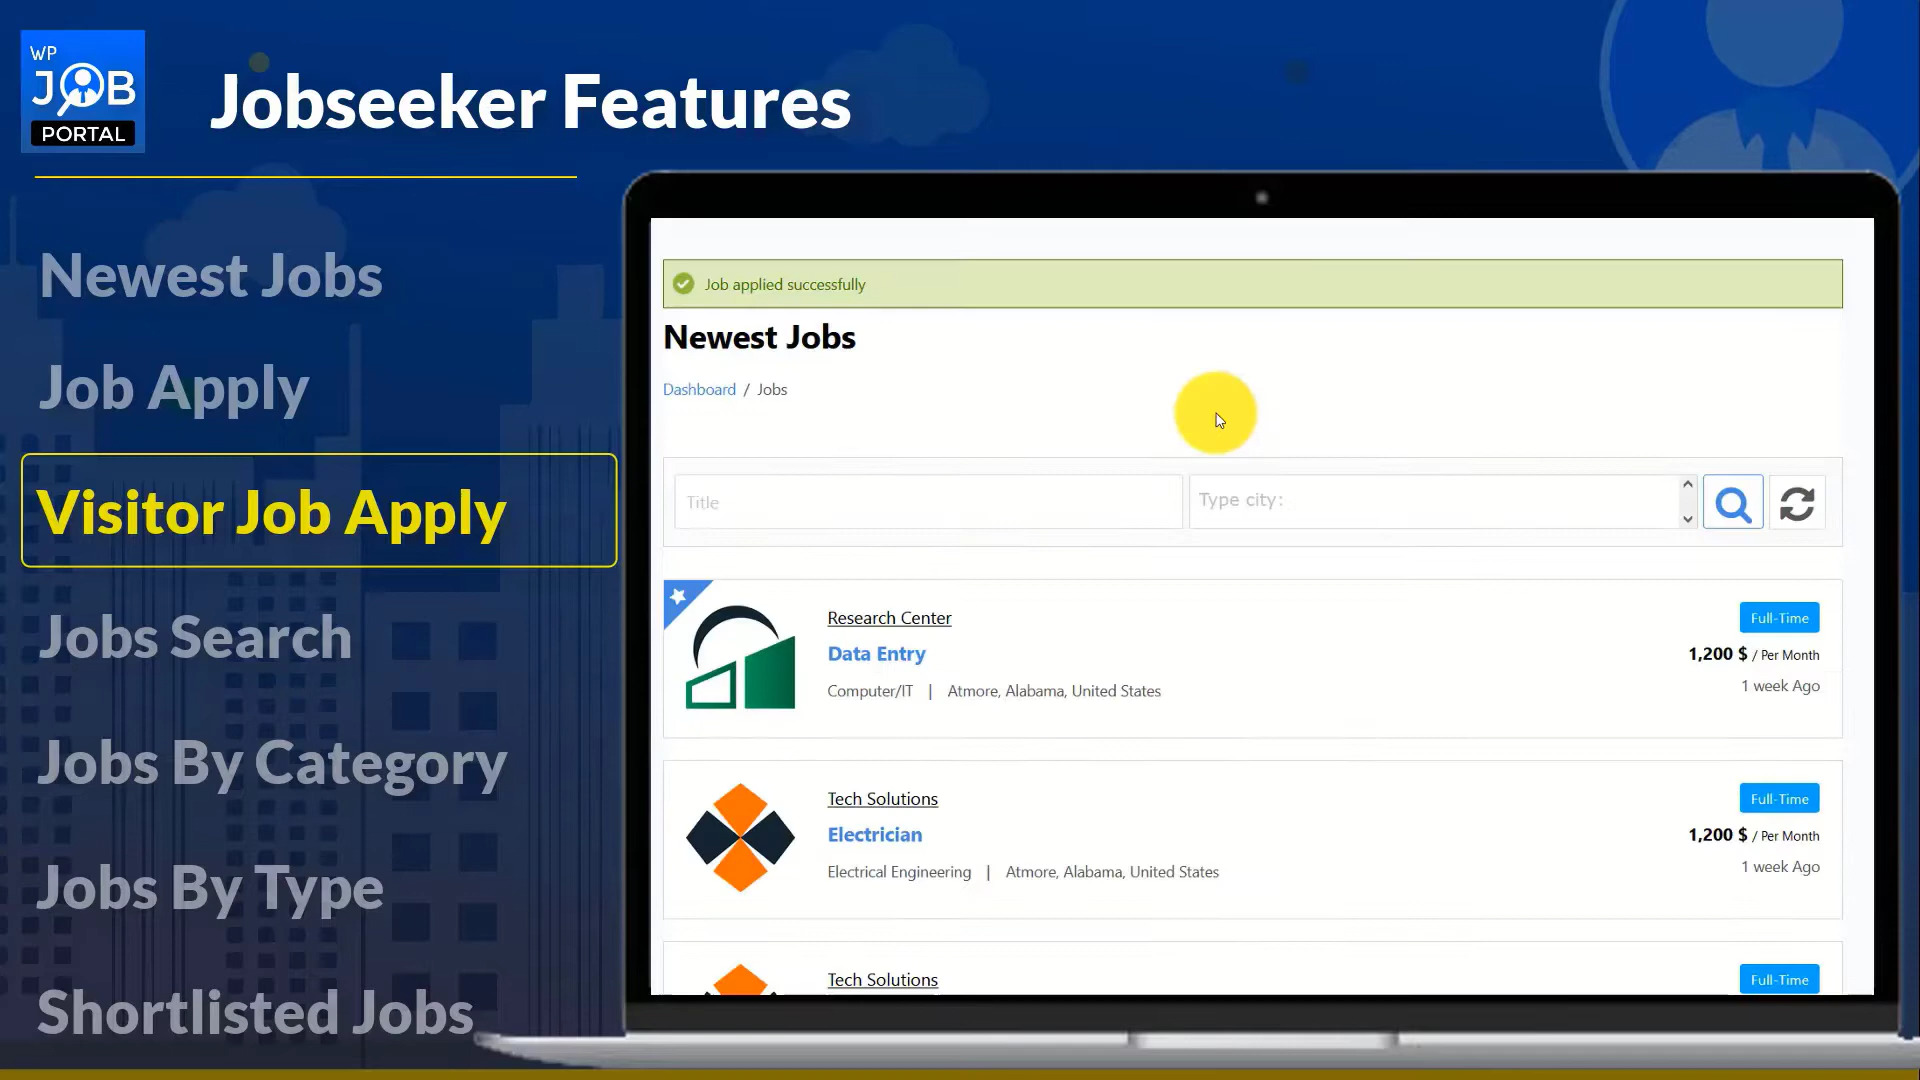 WP
JOB
PORTAL
Jobseeker Features
Newest Jobs
Job Apply
Visitor Job Apply
Jobs Search
Jobs By Category
Jobs By Type
Shortlisted Jobs
Job applied successfully
Newest Jobs
Dashboard / Jobs
Title
Type city:
Research Center
Full-Time
Data Entry
1,200 $ / Per Month
Computer/IT | Atmore, Alabama, United States
1 week Ago
Tech Solutions
Full-Time
Electrician
1,200 $ / Per Month
Electrical Engineering | Atmore, Alabama, United States
1 week Ago
Tech Solutions
Full-Time